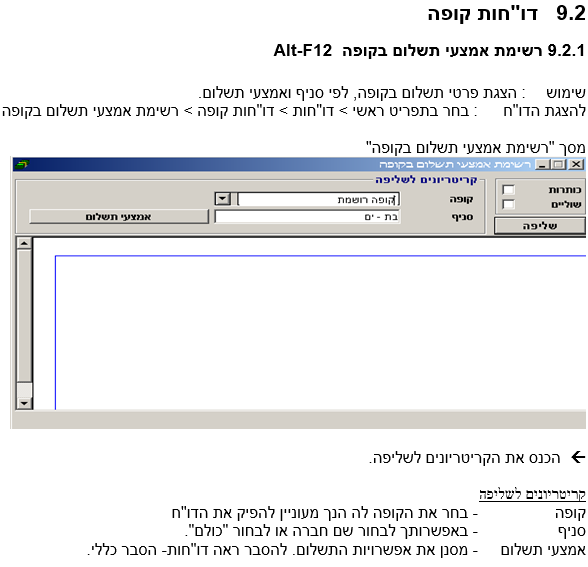 9.2 דו"חות קופה
9.2.1 רשימת אמצעי תשלום בקופה Alt-F12
שימוש : הצגת פרטי תשלום בקופה, לפי סניף ואמצעי תשלום.
להצגת הדו"ח : בחר בתפריט ראשי > דו"חות > דו"חות קופה > רשימת אמצעי תשלום בקופה
מסך "רשימת אמצעי תשלום בקופה"
רשימת אמצעי תשלום בקופה
כותרות
שוליים
שליפה
קריטריונים לשליפה
קופה קופה רושמת
סניף בת - ים אמצעי תשלום
הכנס את הקריטריונים לשליפה.
קריטריונים לשליפה
קופה - בחר את הקופה לה הנך מעוניין להפיק את הדו"ח
סניף - באפשרותך לבחור שם חברה או לבחור "כולם".
אמצעי תשלום - מסנן את אפשרויות התשלום. להסבר ראה דו"חות- הסבר כללי.